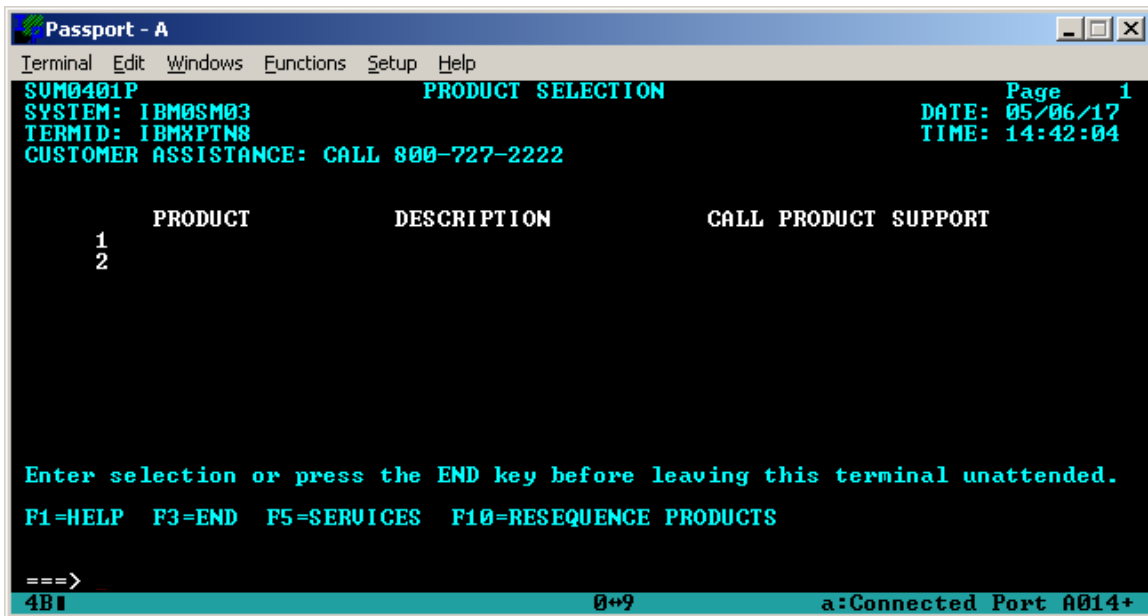 Passport - A
Terminal Edit Windows Functions Setup Help
SVM0401P PRODUCT SELECTION Page 1
SYSTEM: IBM0SM03 DATE: 05/06/17
TERMID: IBMXPTN8 TIME: 14:42:04
CUSTOMER ASSISTANCE: CALL 800-727-2222
PRODUCT DESCRIPTION CALL PRODUCT SUPPORT
1
2
Enter selection or press the END key before leaving this terminal unattended.
F1=HELP F3=END F5=SERVICES F10=RESEQUENCE PRODUCTS
===> _
4B 0↔9 a:Connected Port A014+